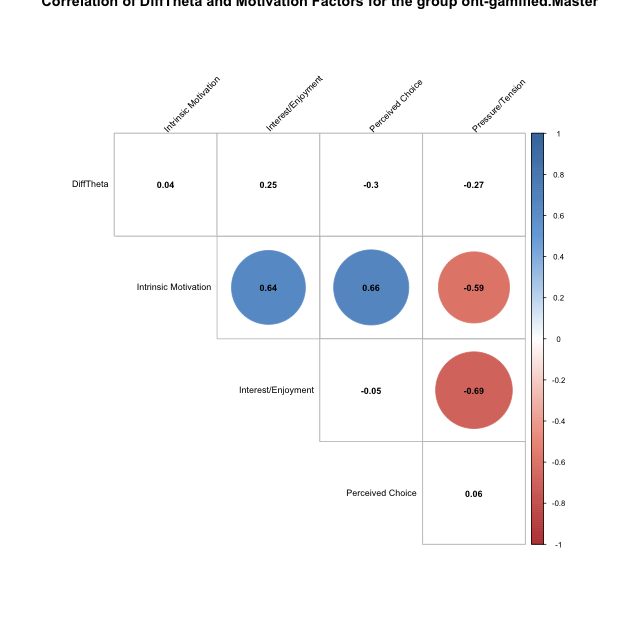 Correlation of DiffTheta and Motivation Factors for the group ont-gamified.Master
Intrinsic Motivation
Interest/Enjoyment
Perceived Choice
Pressure/Tension
DiffTheta 0.04 0.25 -0.3 -0.27
Intrinsic Motivation 0.64 0.66 -0.59
Interest/Enjoyment -0.05 -0.69
Perceived Choice 0.06
1
0.8
0.6
0.4
0.2
0
-0.2
-0.4
-0.6
-0.8
-1